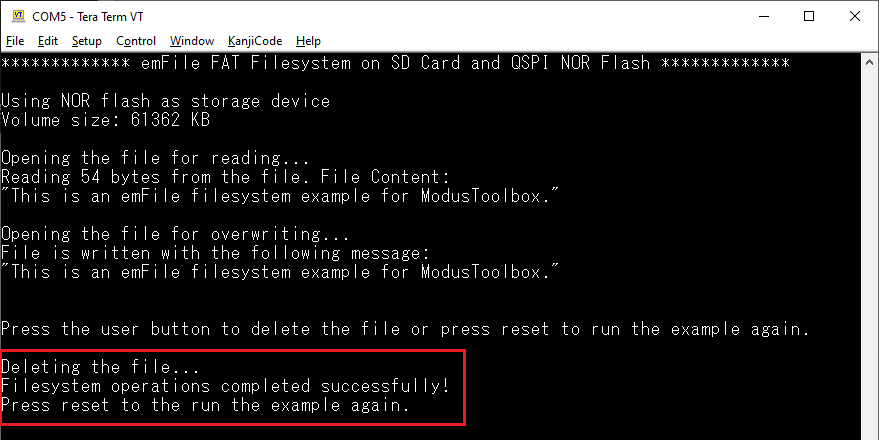 COM5 - Tera Term VT
File Edit Setup Control Window KanjiCode Help
************* emFile FAT Filesystem on SD Card and QSPI NOR Flash *************
Using NOR flash as storage device
Volume size: 61362 KB
Opening the file for reading...
Reading 54 bytes from the file. File Content:
"This is an emFile filesystem example for ModusToolbox."
Opening the file for overwriting...
File is written with the following message:
"This is an emFile filesystem example for ModusToolbox."
Press the user button to delete the file or press reset to run the example again.
Deleting the file...
Filesystem operations completed successfully!
Press reset to the run the example again.